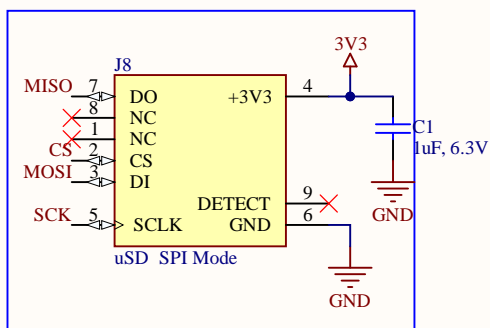 3V3
J8
MISO 7 DO +3V3 4
8 NC
1 NC
C1
1uF, 6.3V
CS 2 CS
MOSI 3 DI
DETECT 9
GND 6
SCK 5 SCLK
GND
uSD SPI Mode
GND